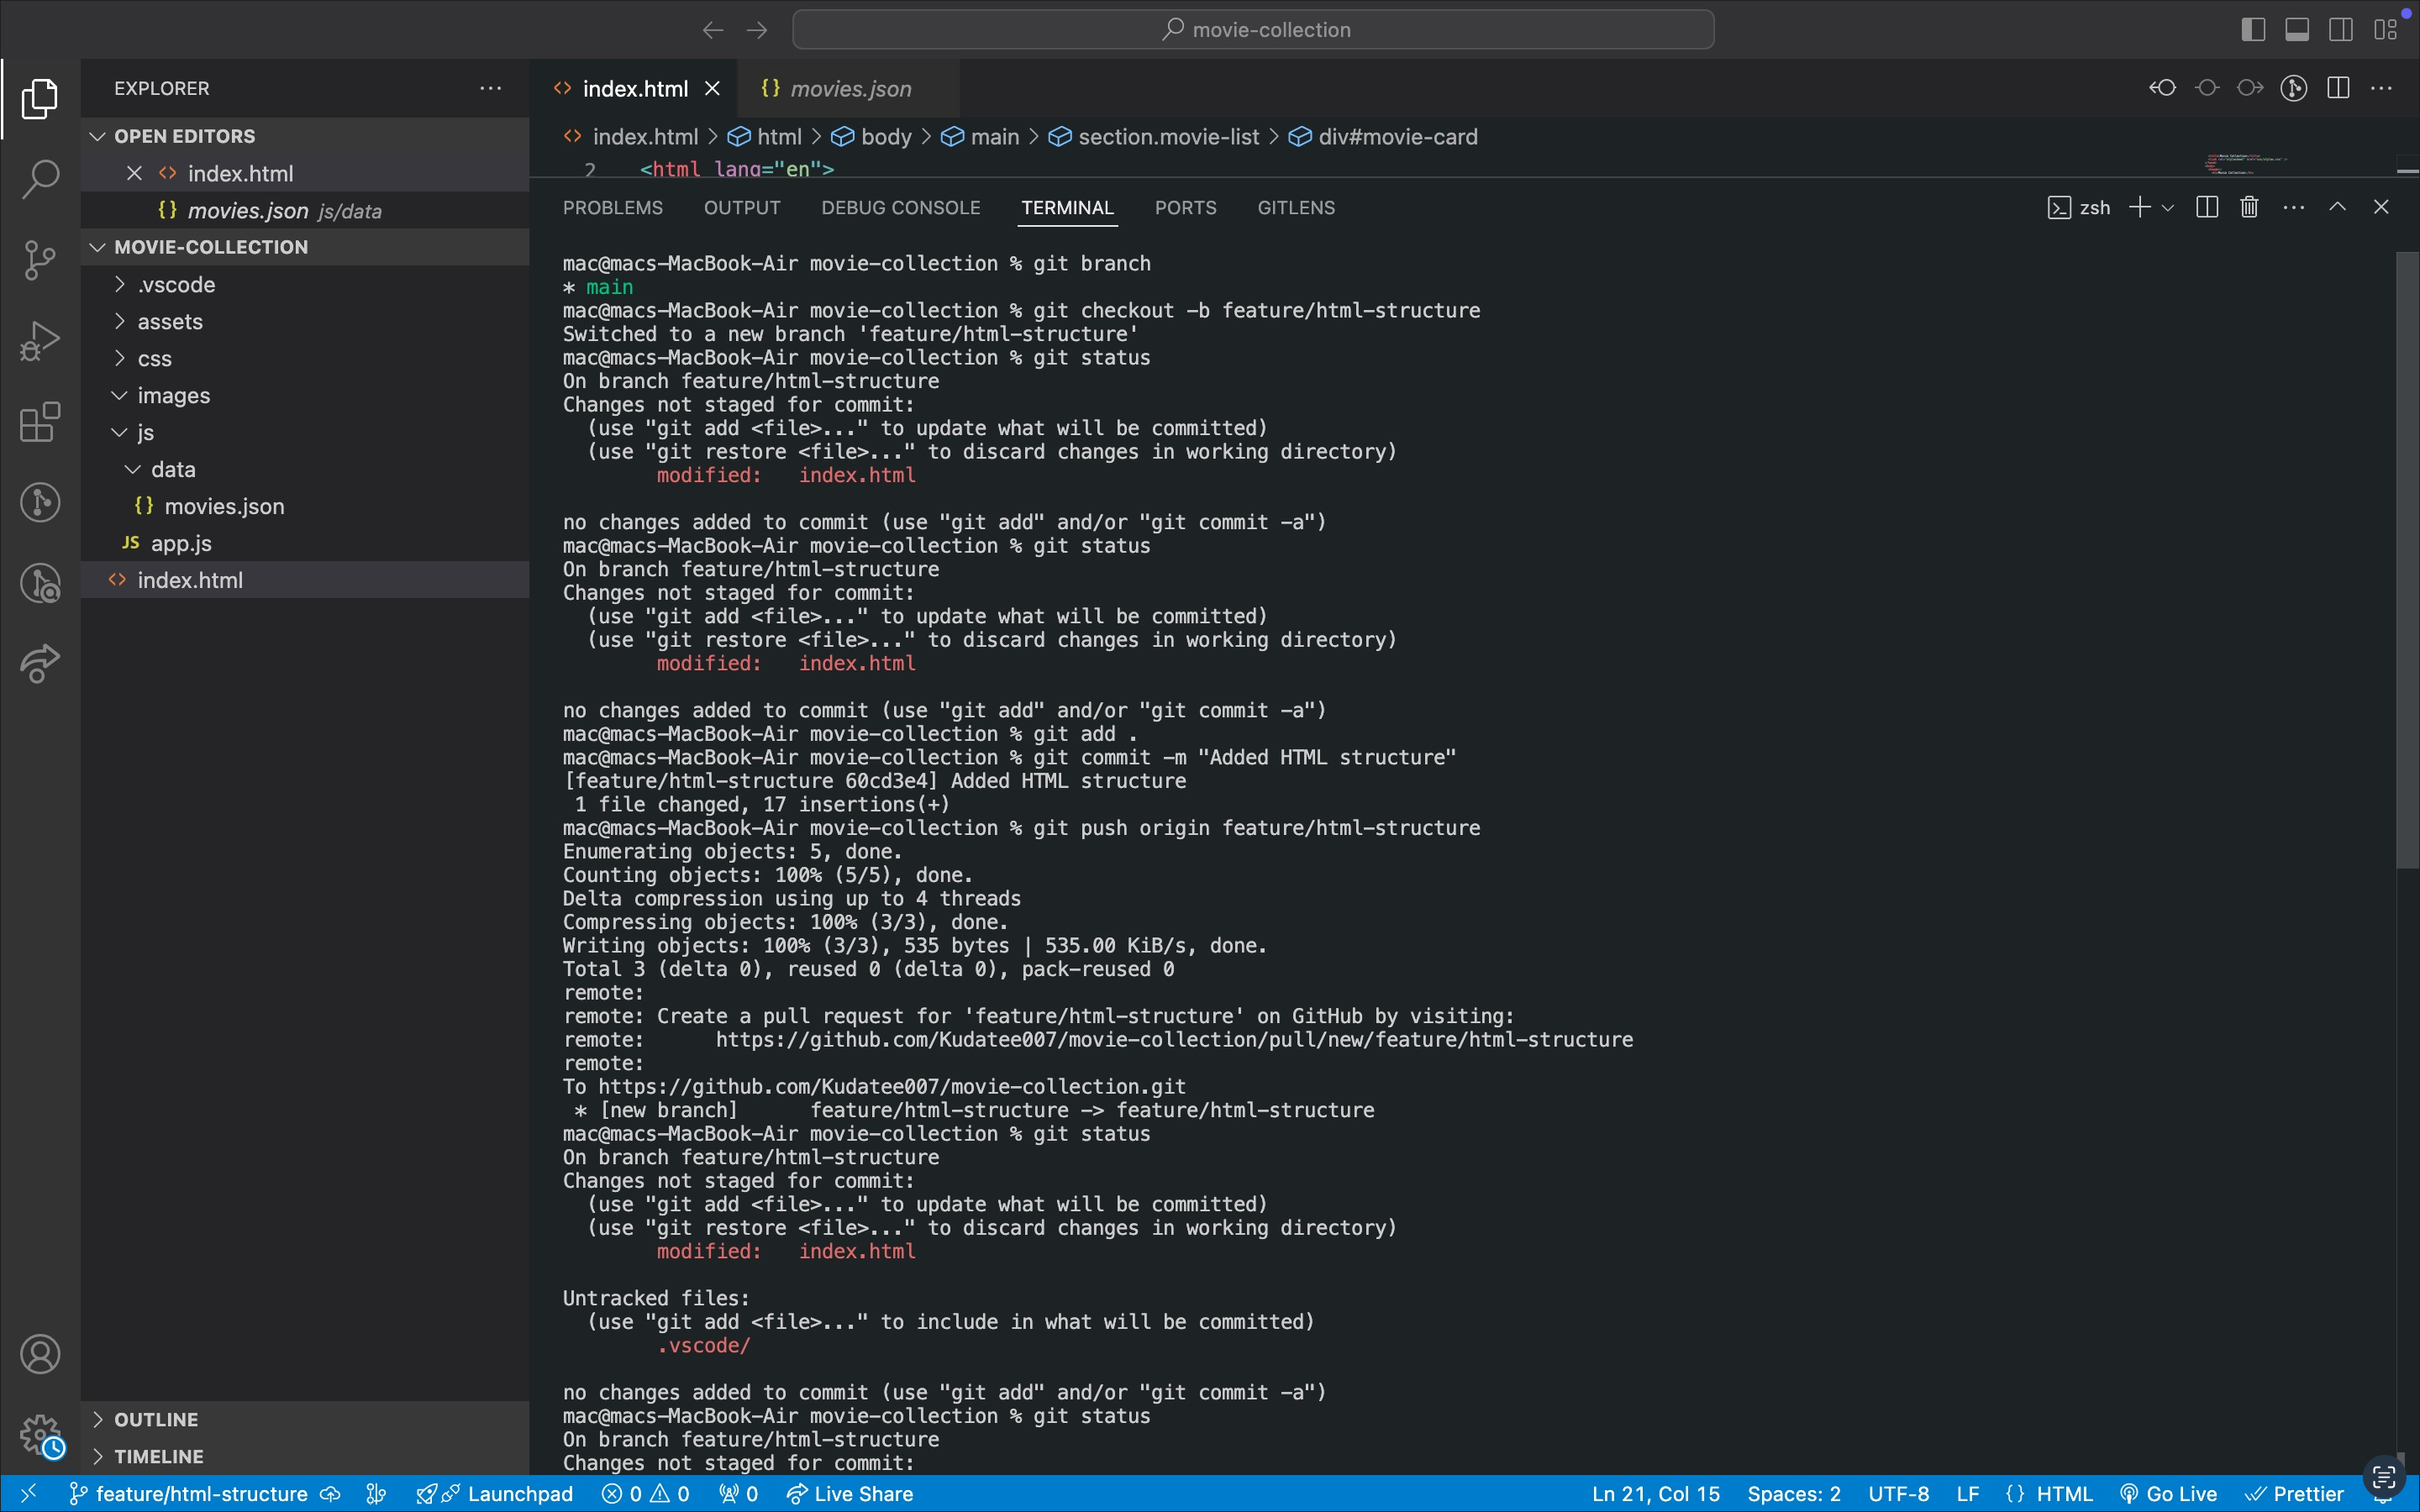 movie-collection
EXPLORER
OPEN EDITORS
index.html
movies.json js/data
MOVIE-COLLECTION
.vscode
assets
css
images
js
data
movies.json
app.js
index.html
OUTLINE
TIMELINE
index.html
movies.json
index.html > html > body > main > section.movie-list > div#movie-card
2 <html lang="en">
PROBLEMS OUTPUT DEBUG CONSOLE TERMINAL PORTS GITLENS
zsh
mac@macs-MacBook-Air movie-collection % git branch
* main
mac@macs-MacBook-Air movie-collection % git checkout -b feature/html-structure
Switched to a new branch 'feature/html-structure'
mac@macs-MacBook-Air movie-collection % git status
On branch feature/html-structure
Changes not staged for commit:
  (use "git add <file>..." to update what will be committed)
  (use "git restore <file>..." to discard changes in working directory)
        modified:   index.html
no changes added to commit (use "git add" and/or "git commit -a")
mac@macs-MacBook-Air movie-collection % git status
On branch feature/html-structure
Changes not staged for commit:
  (use "git add <file>..." to update what will be committed)
  (use "git restore <file>..." to discard changes in working directory)
        modified:   index.html
no changes added to commit (use "git add" and/or "git commit -a")
mac@macs-MacBook-Air movie-collection % git add .
mac@macs-MacBook-Air movie-collection % git commit -m "Added HTML structure"
[feature/html-structure 60cd3e4] Added HTML structure
 1 file changed, 17 insertions(+)
mac@macs-MacBook-Air movie-collection % git push origin feature/html-structure
Enumerating objects: 5, done.
Counting objects: 100% (5/5), done.
Delta compression using up to 4 threads
Compressing objects: 100% (3/3), done.
Writing objects: 100% (3/3), 535 bytes | 535.00 KiB/s, done.
Total 3 (delta 0), reused 0 (delta 0), pack-reused 0
remote:
remote: Create a pull request for 'feature/html-structure' on GitHub by visiting:
remote:      https://github.com/Kudatee007/movie-collection/pull/new/feature/html-structure
remote:
To https://github.com/Kudatee007/movie-collection.git
 * [new branch]      feature/html-structure -> feature/html-structure
mac@macs-MacBook-Air movie-collection % git status
On branch feature/html-structure
Changes not staged for commit:
  (use "git add <file>..." to update what will be committed)
  (use "git restore <file>..." to discard changes in working directory)
        modified:   index.html
Untracked files:
  (use "git add <file>..." to include in what will be committed)
        .vscode/
no changes added to commit (use "git add" and/or "git commit -a")
mac@macs-MacBook-Air movie-collection % git status
On branch feature/html-structure
Changes not staged for commit:
feature/html-structure Launchpad 0 0 0 Live Share Ln 21, Col 15 Spaces: 2 UTF-8 LF {} HTML Go Live Prettier